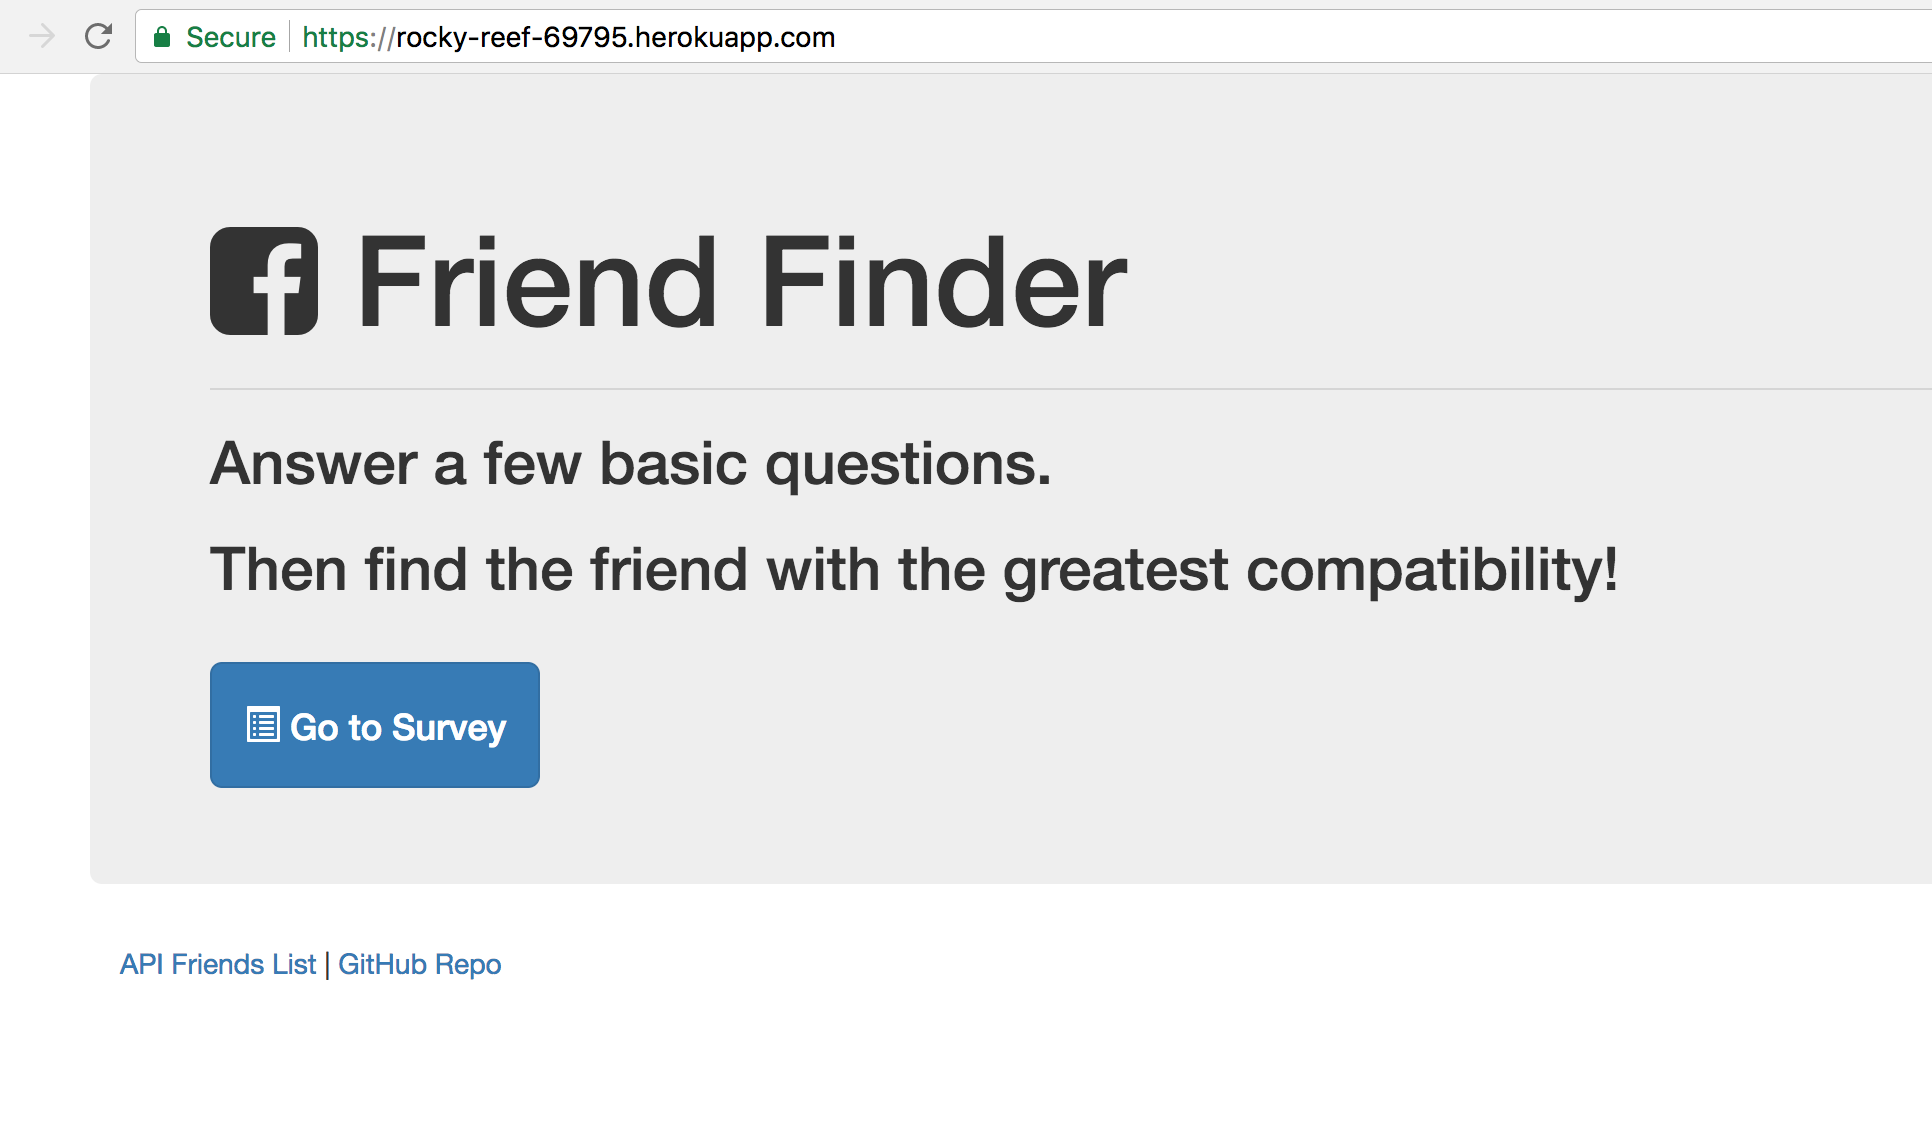 Secure https://rocky-reef-69795.herokuapp.com
Friend Finder
Answer a few basic questions.
Then find the friend with the greatest compatibility!
Go to Survey
API Friends List | GitHub Repo